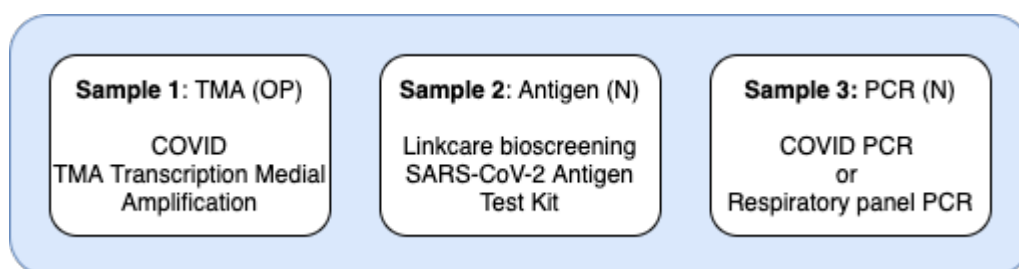 Sample 1: TMA (OP)
COVID
TMA Transcription Medial
Amplification
Sample 2: Antigen (N)
Linkcare bioscreening
SARS-CoV-2 Antigen
Test Kit
Sample 3: PCR (N)
COVID PCR
or
Respiratory panel PCR